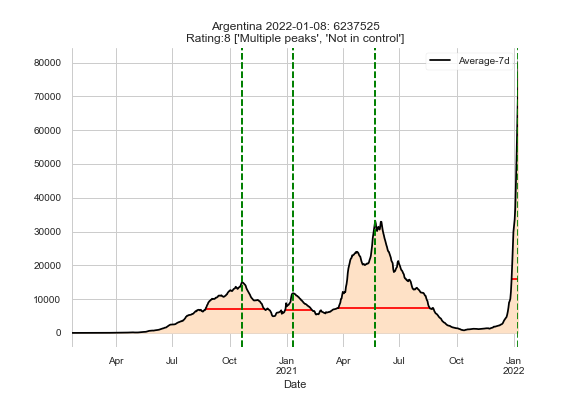 Argentina 2022-01-08: 6237525
Rating:8 ['Multiple peaks', 'Not in control']
Average-7d
80000
70000
60000
50000
40000
30000
20000
10000
0
Apr
Jul
Oct
Jan
2021
Apr
Jul
Oct
Jan
2022
Date